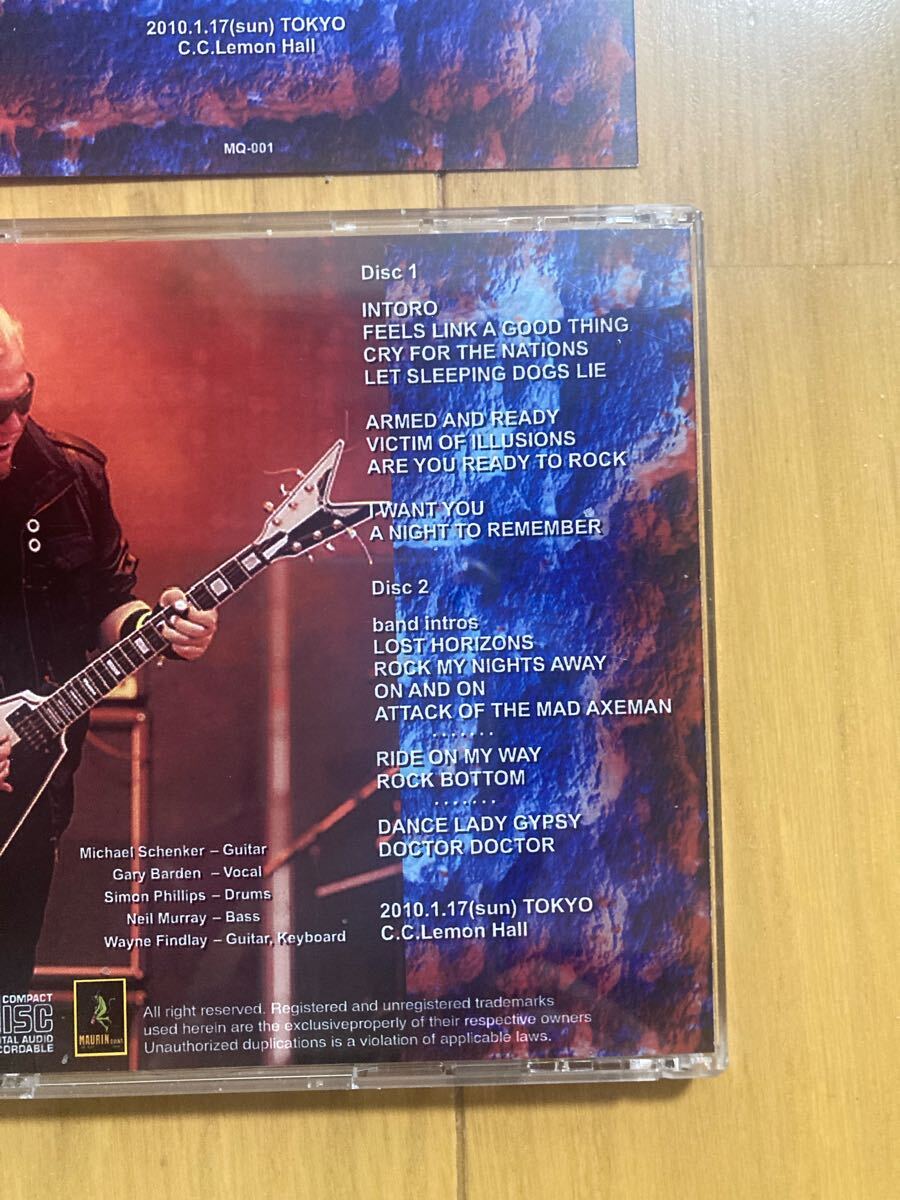 2010.1.17(sun) TOKYO
C.C.Lemon Hall
MQ-001
Disc 1
INTORO
FEELS LINK A GOOD THING
CRY FOR THE NATIONS
LET SLEEPING DOGS LIE
ARMED AND READY
VICTIM OF ILLUSIONS
ARE YOU READY TO ROCK
I WANT YOU
A NIGHT TO REMEMBER
Disc 2
band intros
LOST HORIZONS
ROCK MY NIGHTS AWAY
ON AND ON
ATTACK OF THE MAD AXEMAN
.......
RIDE ON MY WAY
ROCK BOTTOM
.......
DANCE LADY GYPSY
DOCTOR DOCTOR
2010.1.17(sun) TOKYO
C.C.Lemon Hall
Michael Schenker – Guitar
Gary Barden – Vocal
Simon Phillips – Drums
Neil Murray – Bass
Wayne Findlay – Guitar, Keyboard
COMPACT
DISC
ITAL AUDIO
CORDABLE
MAURIN
All right reserved. Registered and unregistered trademarks
used herein are the exclusiveproperly of their respective owners
Unauthorized duplications is a violation of applicable laws.